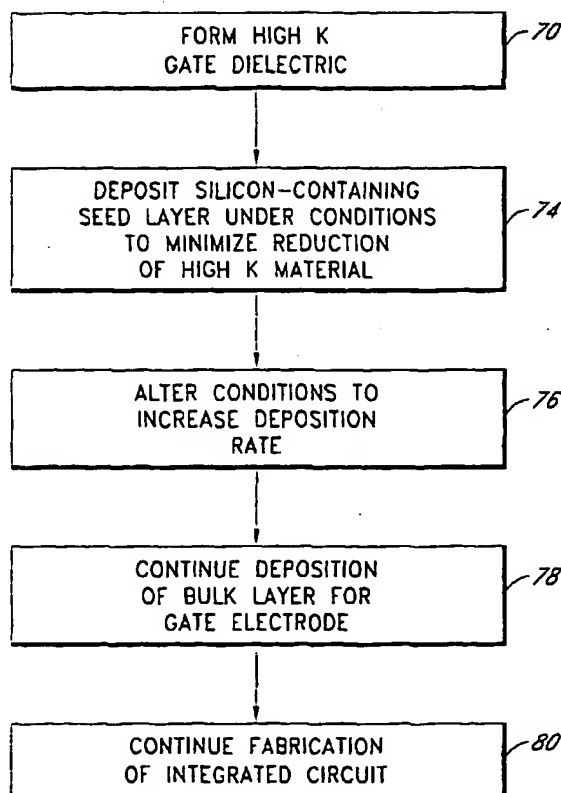 FORM HIGH K
GATE DIELECTRIC
70
DEPOSIT SILICON-CONTAINING
SEED LAYER UNDER CONDITIONS
TO MINIMIZE REDUCTION
OF HIGH K MATERIAL
74
ALTER CONDITIONS TO
INCREASE DEPOSITION
RATE
76
CONTINUE DEPOSITION
OF BULK LAYER FOR
GATE ELECTRODE
78
CONTINUE FABRICATION
OF INTEGRATED CIRCUIT
80